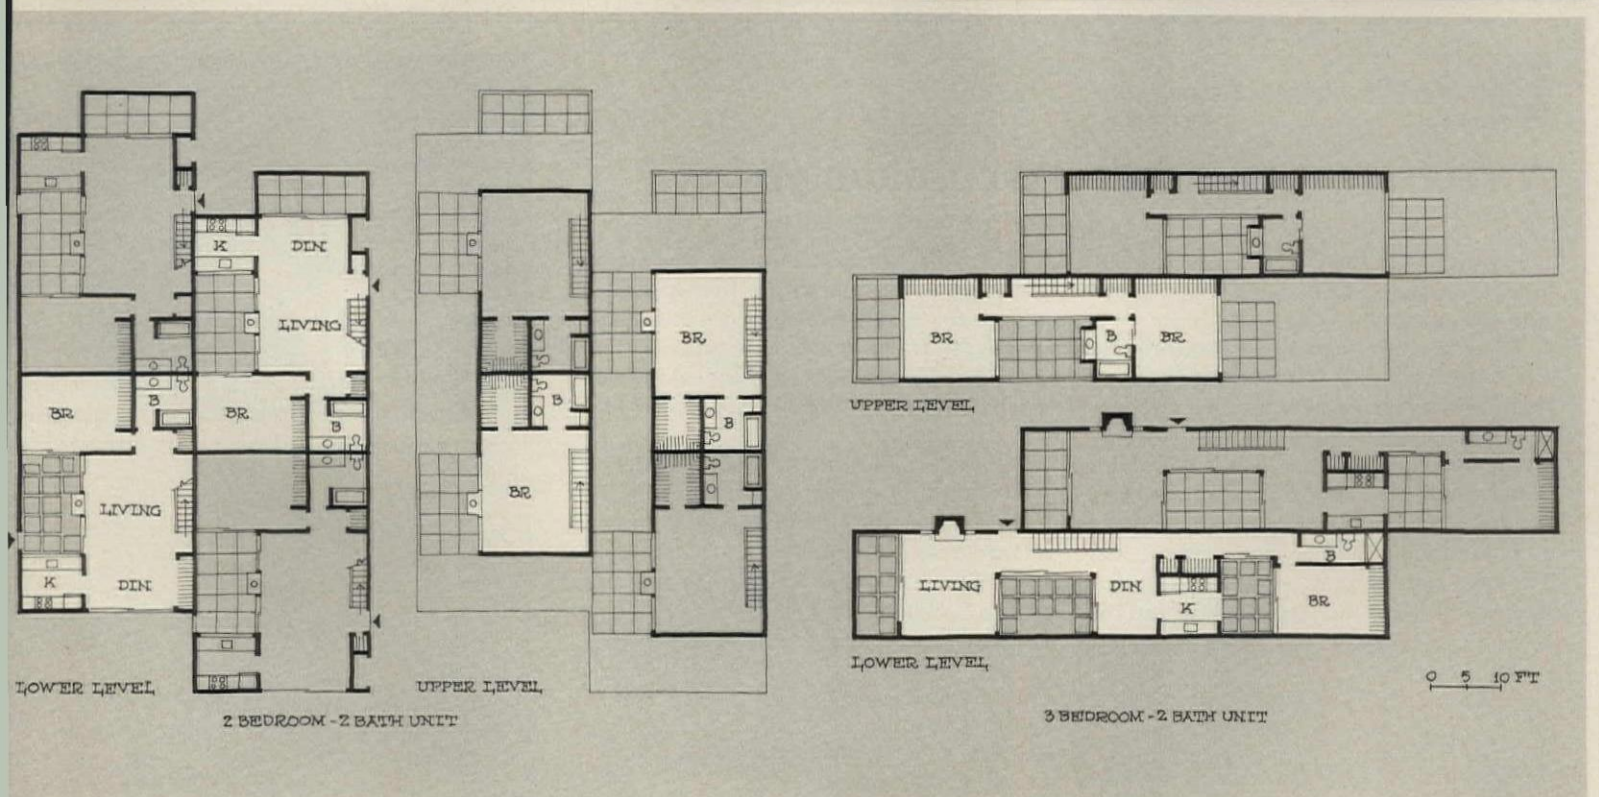 K
DIN
LIVING
BR
B
BR
B
LIVING
K
DIN
LOWER LEVEL
BR
B
BR
B
UPPER LEVEL
2 BEDROOM - 2 BATH UNIT
BR
B
BR
UPPER LEVEL
LIVING
DIN
K
B
BR
LOWER LEVEL
0 5 10 FT
3 BEDROOM - 2 BATH UNIT